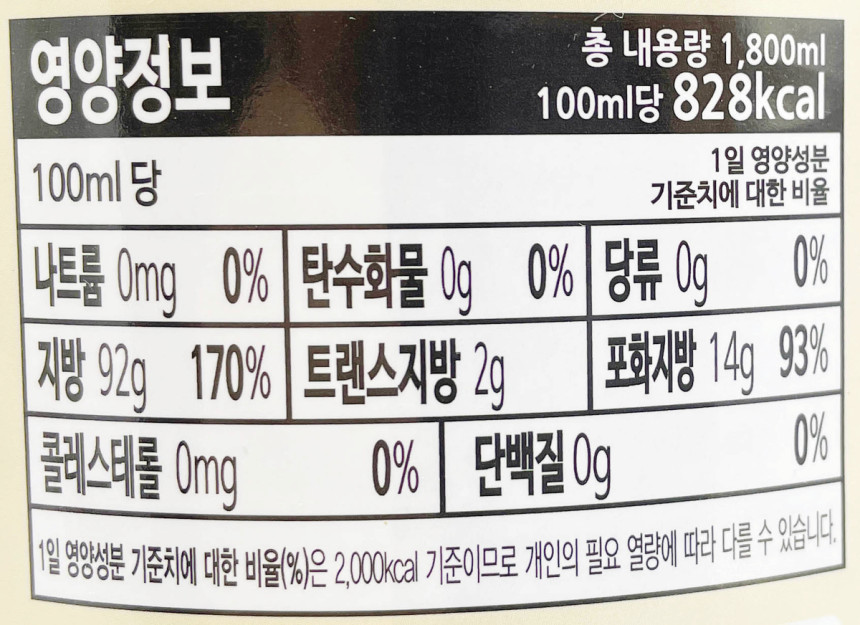 영양정보
총 내용량 1,800ml
100ml당 828kcal
100ml 당
1일 영양성분
기준치에 대한 비율
나트륨 0mg 0% 탄수화물 0g 0% 당류 0g 0%
지방 92g 170% 트랜스지방 2g 포화지방 14g 93%
콜레스테롤 0mg 0% 단백질 0g 0%
1일 영양성분 기준치에 대한 비율(%)은 2,000kcal 기준이므로 개인의 필요 열량에 따라 다를 수 있습니다.